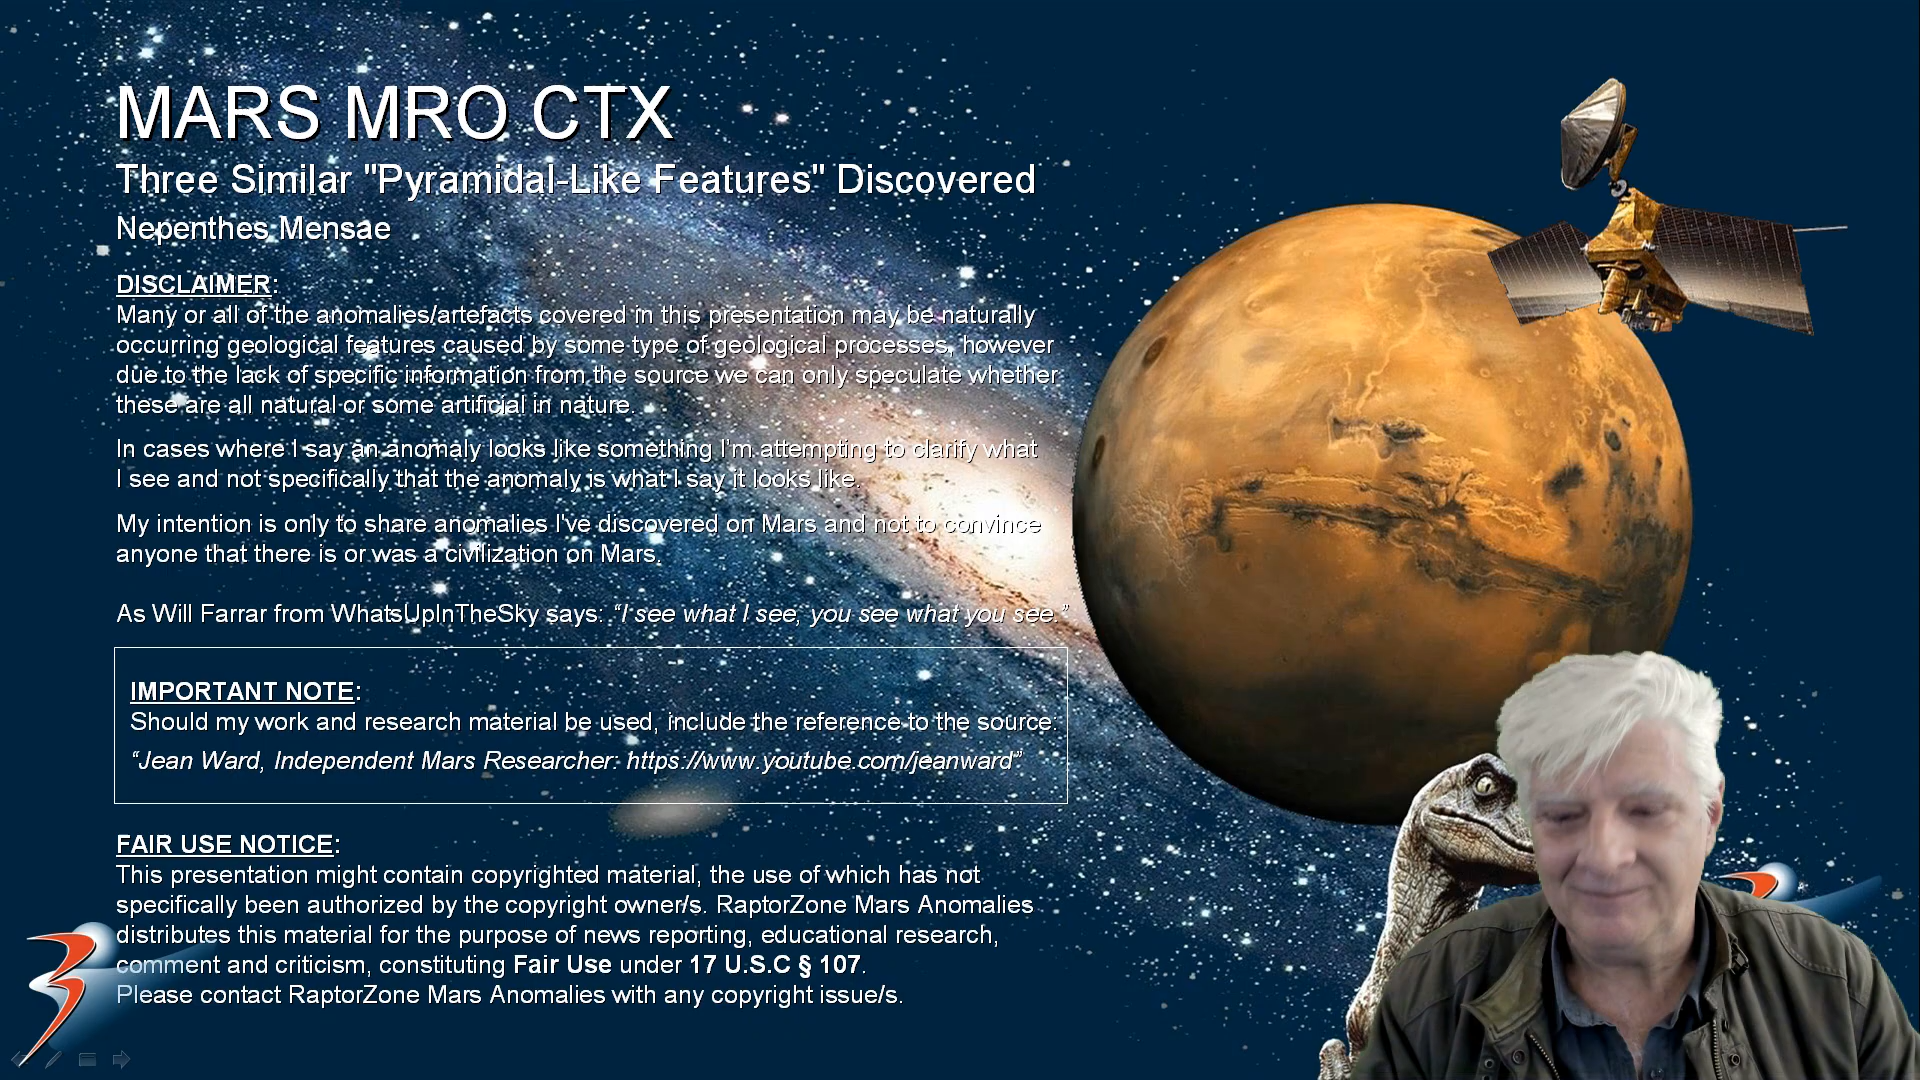 MARS MRO CTX
Three Similar "Pyramidal-Like Features" Discovered
Nepenthes Mensae
DISCLAIMER:
Many or all of the anomalies/artefacts covered in this presentation may be naturally
occurring geological features caused by some type of geological processes, however
due to the lack of specific information from the source we can only speculate whether
these are all natural or some artificial in nature.
In cases where I say an anomaly looks like something I'm attempting to clarify what
I see and not specifically that the anomaly is what I say it looks like.
My intention is only to share anomalies I've discovered on Mars and not to convince
anyone that there is or was a civilization on Mars.
As Will Farrar from WhatsUpInTheSky says: “I see what I see, you see what you see.”
IMPORTANT NOTE:
Should my work and research material be used, include the reference to the source:
“Jean Ward, Independent Mars Researcher: https://www.youtube.com/jeanward”
FAIR USE NOTICE:
This presentation might contain copyrighted material, the use of which has not
specifically been authorized by the copyright owner/s. RaptorZone Mars Anomalies
distributes this material for the purpose of news reporting, educational research,
comment and criticism, constituting Fair Use under 17 U.S.C § 107.
Please contact RaptorZone Mars Anomalies with any copyright issue/s.